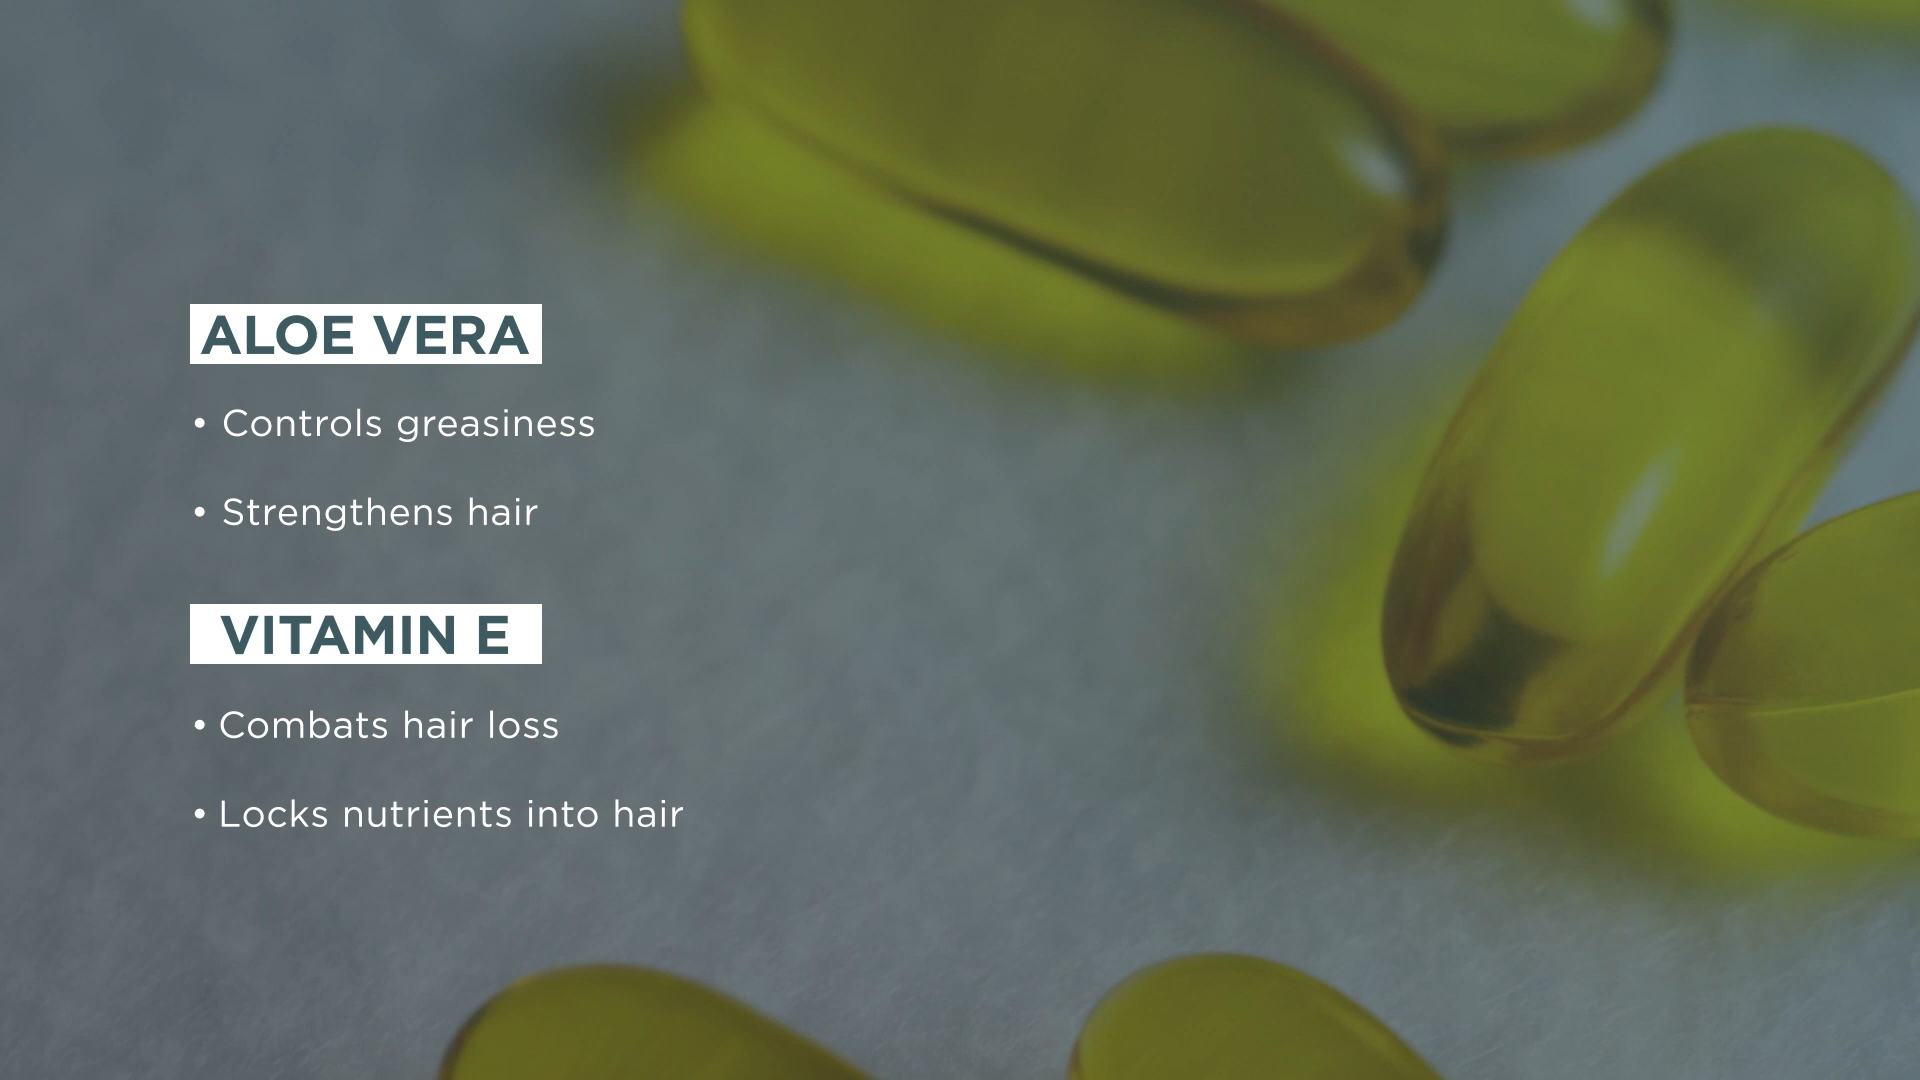 ALOE VERA
• Controls greasiness
• Strengthens hair
VITAMIN E
• Combats hair loss
• Locks nutrients into hair